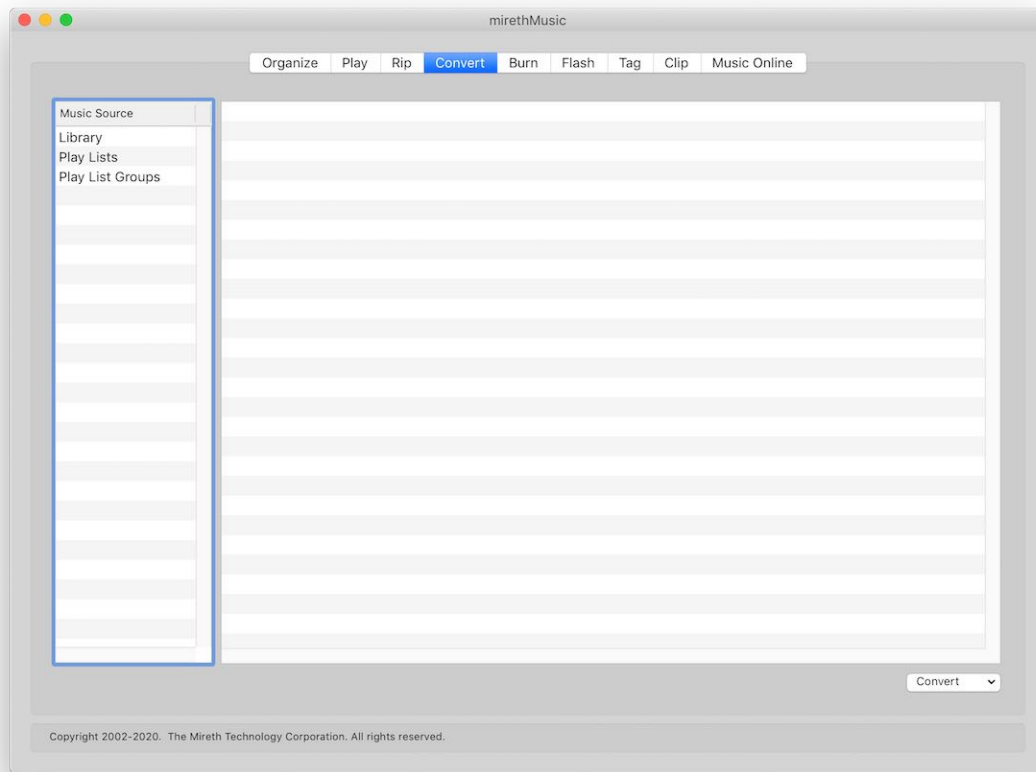 mirethMusic
Organize Play Rip Convert Burn Flash Tag Clip Music Online
Music Source
Library
Play Lists
Play List Groups
Convert
Copyright 2002-2020. The Mireth Technology Corporation. All rights reserved.